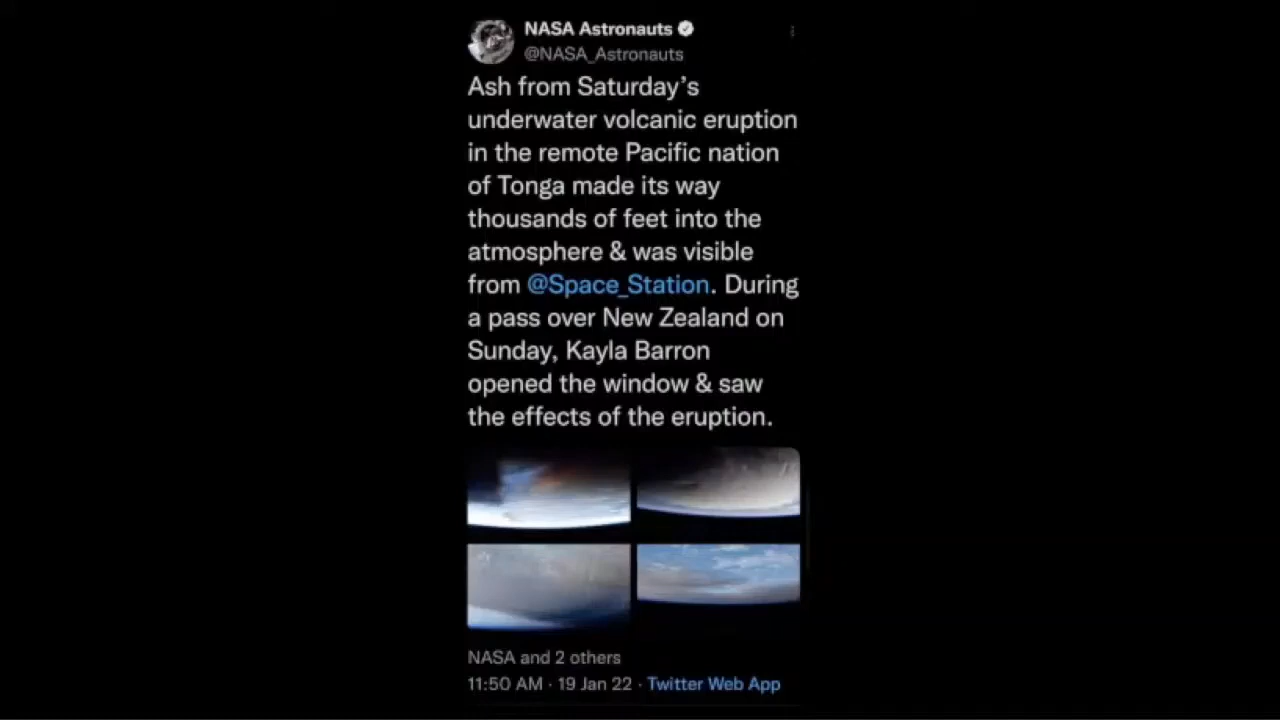 NASA Astronauts
@NASA_Astronauts
Ash from Saturday’s
underwater volcanic eruption
in the remote Pacific nation
of Tonga made its way
thousands of feet into the
atmosphere & was visible
from @Space_Station. During
a pass over New Zealand on
Sunday, Kayla Barron
opened the window & saw
the effects of the eruption.
NASA and 2 others
11:50 AM · 19 Jan 22 · Twitter Web App